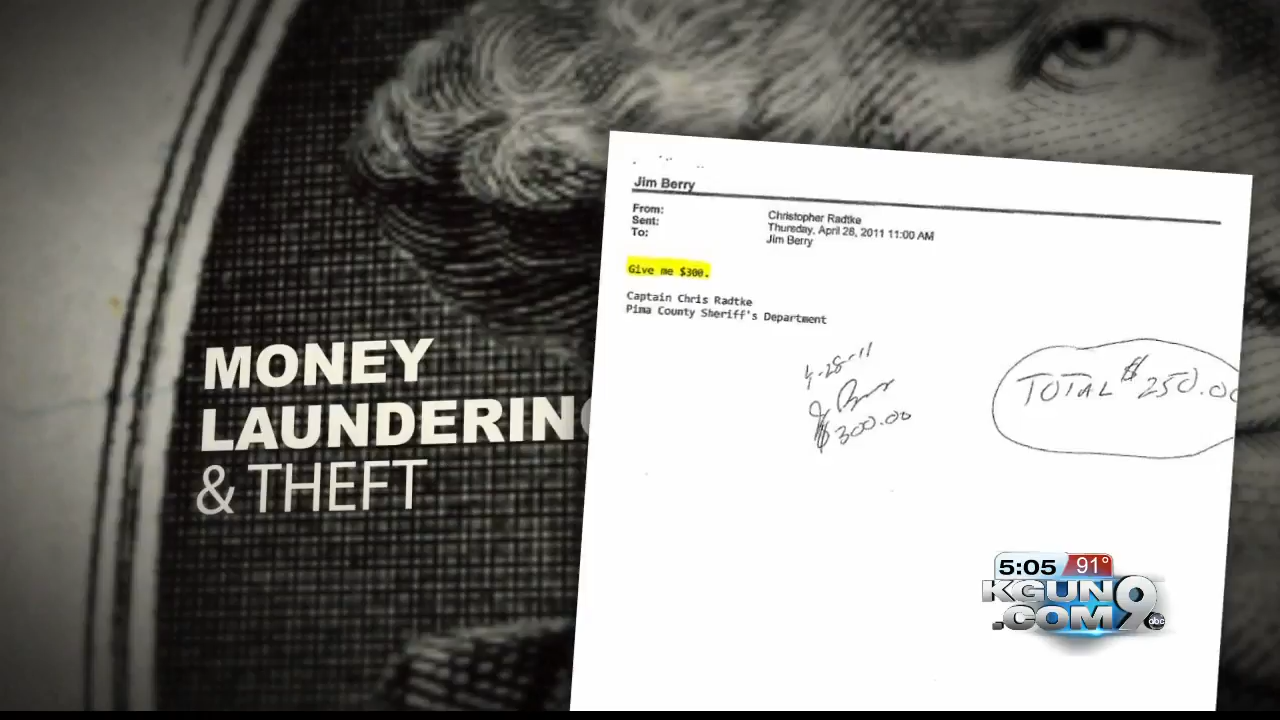 MONEY
LAUNDERING
& THEFT
Jim Berry
From: Christopher Radtke
Sent: Thursday, April 28, 2011 11:00 AM
To: Jim Berry
Give me $300.
Captain Chris Radtke
Pima County Sheriff's Department
4-28-11
$300.00
TOTAL $250.00
5:05 91°
KGUN9
.COM abc